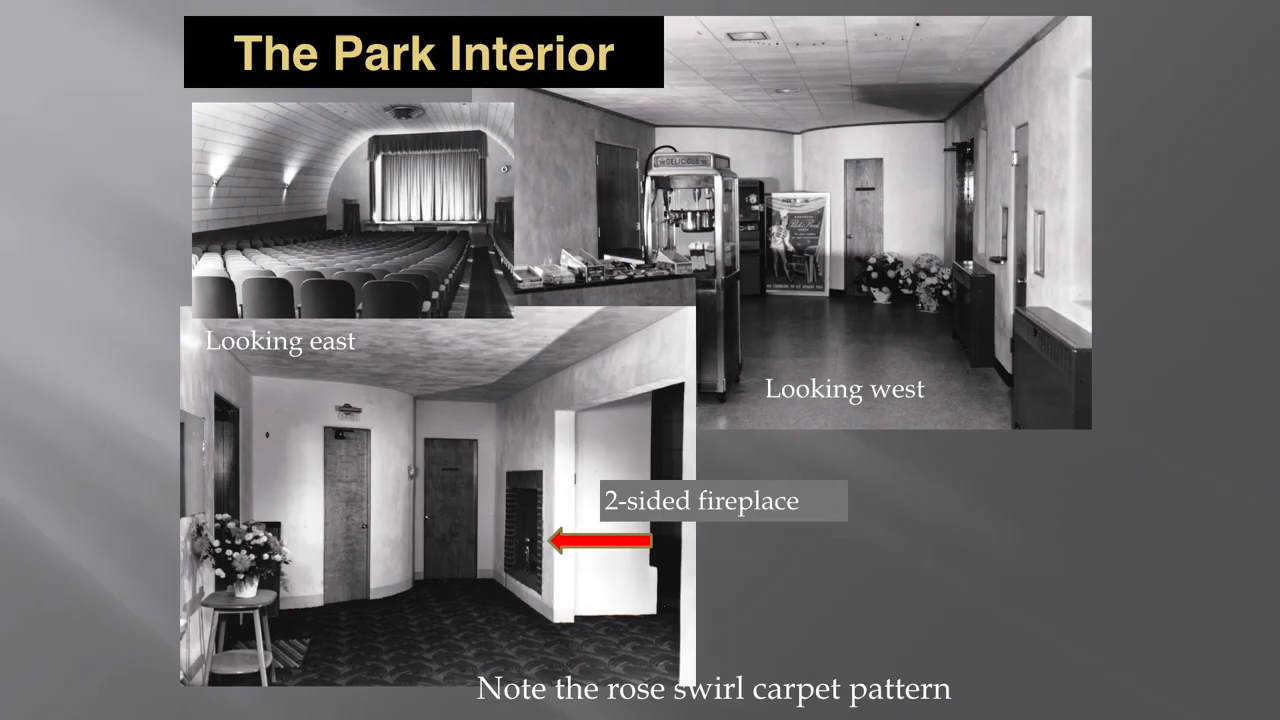 The Park Interior
DELICIOUS
Looking east
Looking west
2-sided fireplace
Note the rose swirl carpet pattern